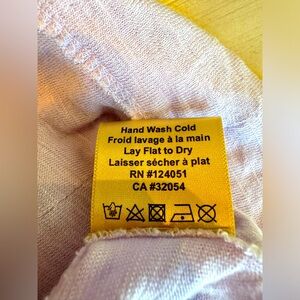 Hand Wash Cold
Froid lavage à la main
Lay Flat to Dry
Laisser sécher à plat
RN #124051
CA #32054